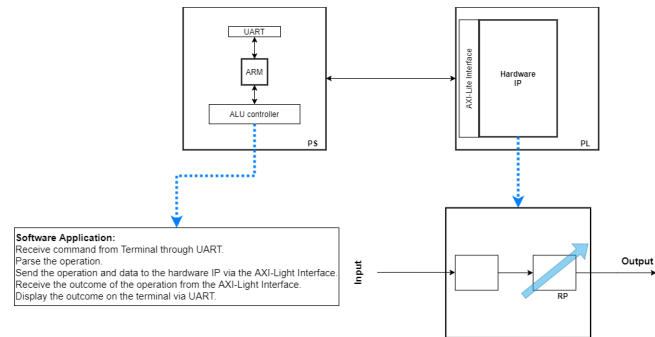 UART
ARM
ALU controller
PS
AXI-Lite Interface
Hardware
IP
PL
Software Application:
Receive command from Terminal through UART.
Parse the operation.
Send the operation and data to the hardware IP via the AXI-Light Interface.
Receive the outcome of the operation from the AXI-Light Interface.
Display the outcome on the terminal via UART.
Input
RP
Output